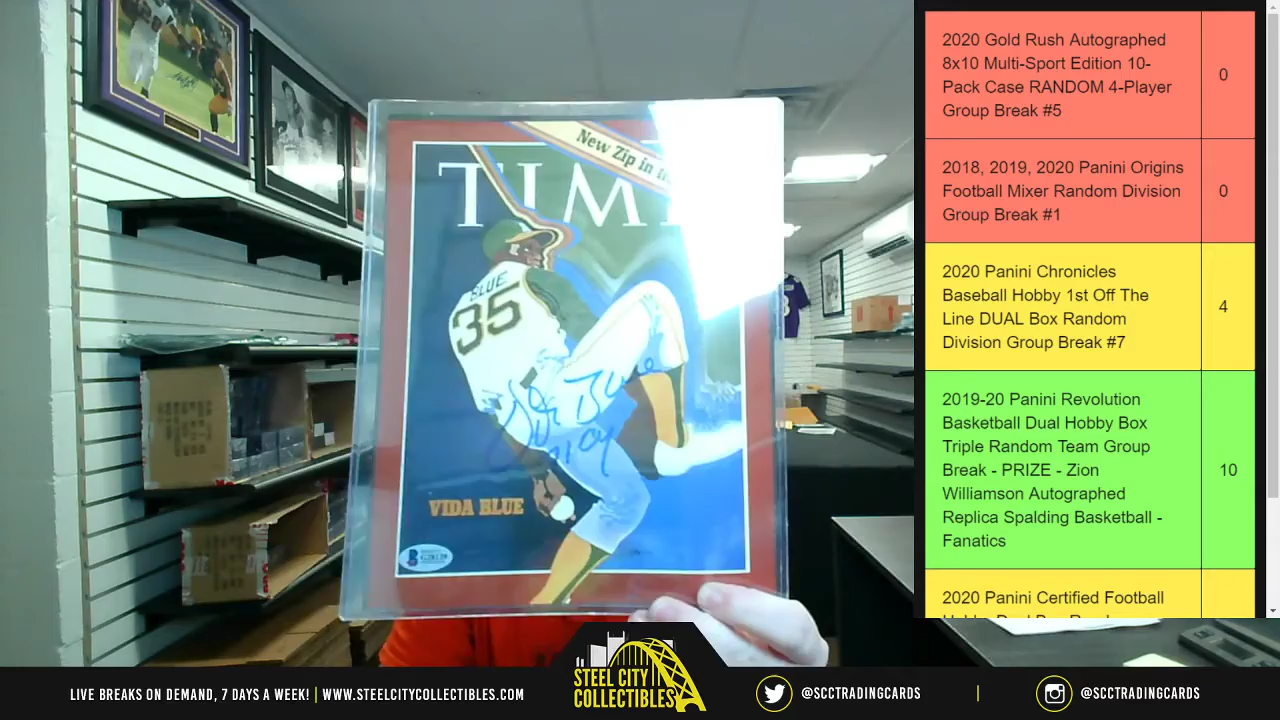 New Zip in
TIME
BLUE
35
VIDA BLUE
2020 Gold Rush Autographed
8x10 Multi-Sport Edition 10-
Pack Case RANDOM 4-Player
Group Break #5
0
2018, 2019, 2020 Panini Origins
Football Mixer Random Division
Group Break #1
0
2020 Panini Chronicles
Baseball Hobby 1st Off The
Line DUAL Box Random
Division Group Break #7
4
2019-20 Panini Revolution
Basketball Dual Hobby Box
Triple Random Team Group
Break - PRIZE - Zion
Williamson Autographed
Replica Spalding Basketball -
Fanatics
10
2020 Panini Certified Football
LIVE BREAKS ON DEMAND, 7 DAYS A WEEK! | WWW.STEELCITYCOLLECTIBLES.COM
STEEL CITY
COLLECTIBLES
@SCCTRADINGCARDS | @SCCTRADINGCARDS